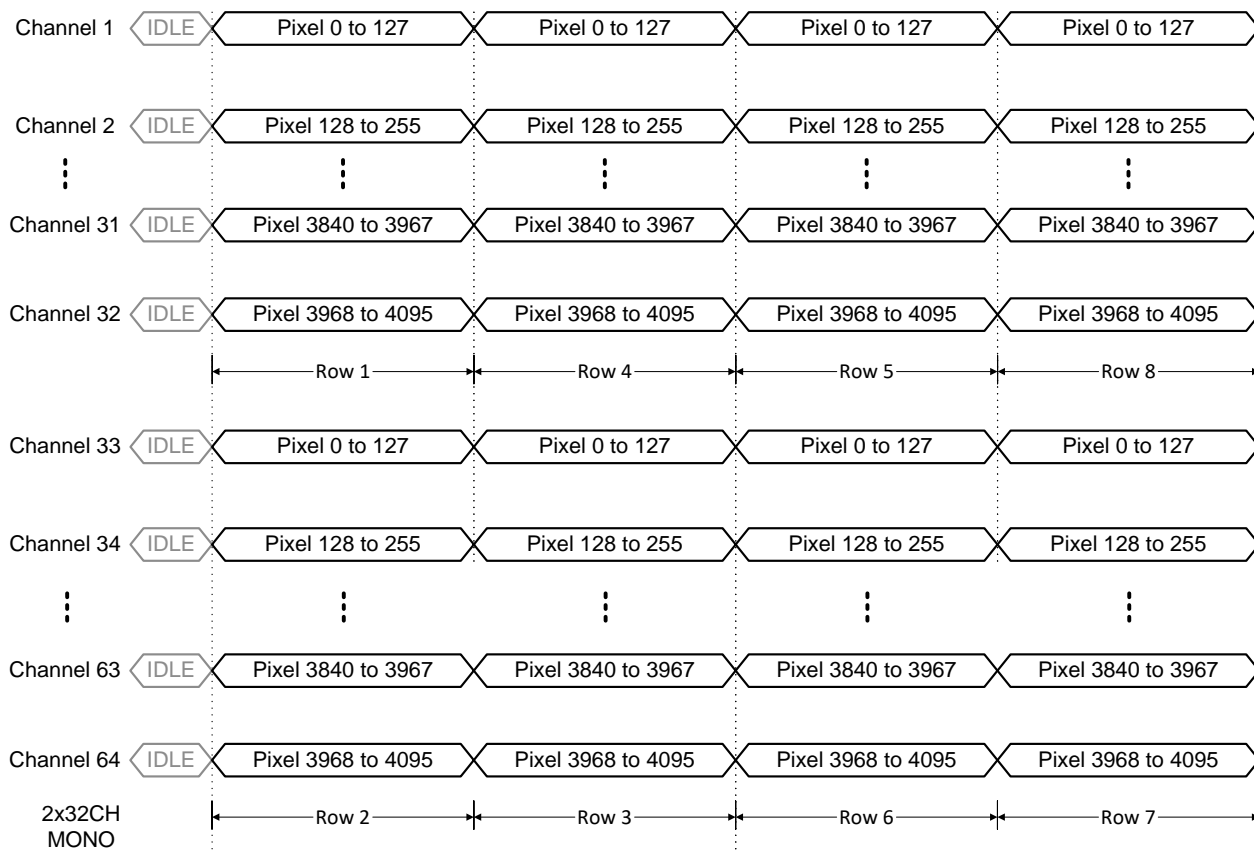 Channel 1 IDLE Pixel 0 to 127 Pixel 0 to 127 Pixel 0 to 127 Pixel 0 to 127
Channel 2 IDLE Pixel 128 to 255 Pixel 128 to 255 Pixel 128 to 255 Pixel 128 to 255
Channel 31 IDLE Pixel 3840 to 3967 Pixel 3840 to 3967 Pixel 3840 to 3967 Pixel 3840 to 3967
Channel 32 IDLE Pixel 3968 to 4095 Pixel 3968 to 4095 Pixel 3968 to 4095 Pixel 3968 to 4095
Row 1 Row 4 Row 5 Row 8
Channel 33 IDLE Pixel 0 to 127 Pixel 0 to 127 Pixel 0 to 127 Pixel 0 to 127
Channel 34 IDLE Pixel 128 to 255 Pixel 128 to 255 Pixel 128 to 255 Pixel 128 to 255
Channel 63 IDLE Pixel 3840 to 3967 Pixel 3840 to 3967 Pixel 3840 to 3967 Pixel 3840 to 3967
Channel 64 IDLE Pixel 3968 to 4095 Pixel 3968 to 4095 Pixel 3968 to 4095 Pixel 3968 to 4095
Row 2 Row 3 Row 6 Row 7
2x32CH
MONO